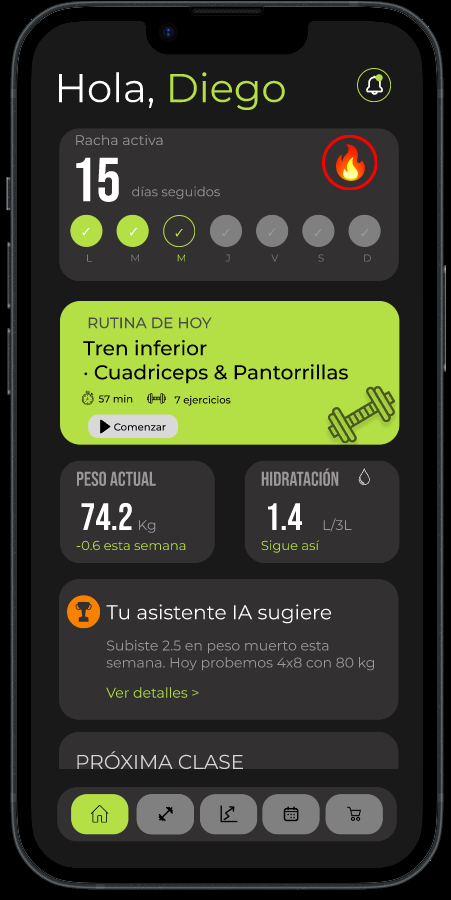 Hola, Diego
Racha activa
15 días seguidos
L M M J V S D
RUTINA DE HOY
Tren inferior
· Cuadriceps & Pantorrillas
57 min 7 ejercicios
Comenzar
PESO ACTUAL
74.2 Kg
-0.6 esta semana
HIDRATACIÓN
1.4 L/3L
Sigue así
Tu asistente IA sugiere
Subiste 2.5 en peso muerto esta
semana. Hoy probemos 4x8 con 80 kg
Ver detalles >
PRÓXIMA CLASE